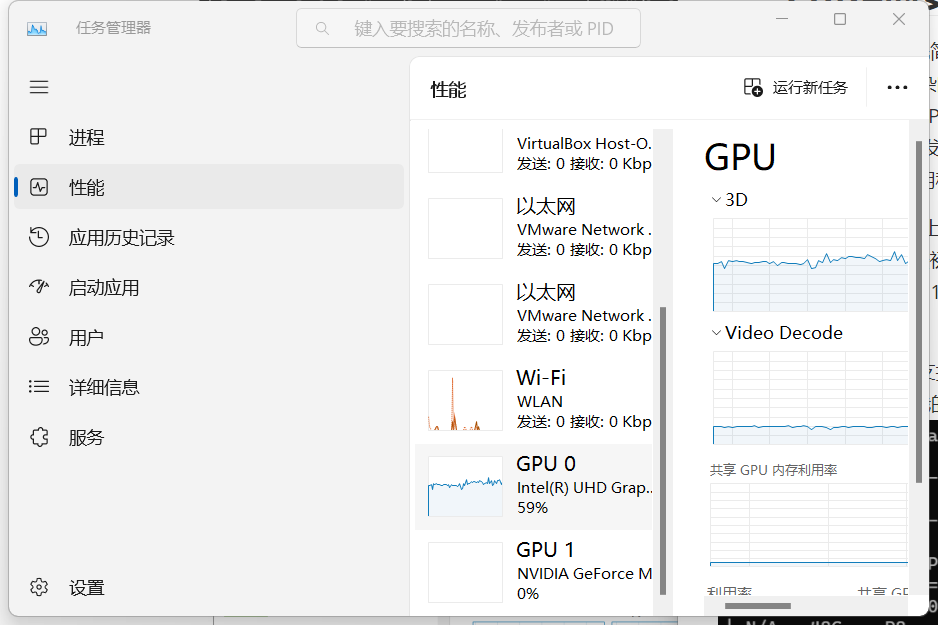 任务管理器
键入要搜索的名称、发布者或 PID
性能
运行新任务
进程
性能
应用历史记录
启动应用
用户
详细信息
服务
设置
VirtualBox Host-O.
发送: 0 接收: 0 Kbp
以太网
VMware Network .
发送: 0 接收: 0 Kbp
以太网
VMware Network .
发送: 0 接收: 0 Kbp
Wi-Fi
WLAN
发送: 0 接收: 0 Kbp
GPU 0
Intel(R) UHD Grap...
59%
GPU 1
NVIDIA GeForce M
0%
GPU
3D
Video Decode
共享 GPU 内存利用率
利用率
共享 GP